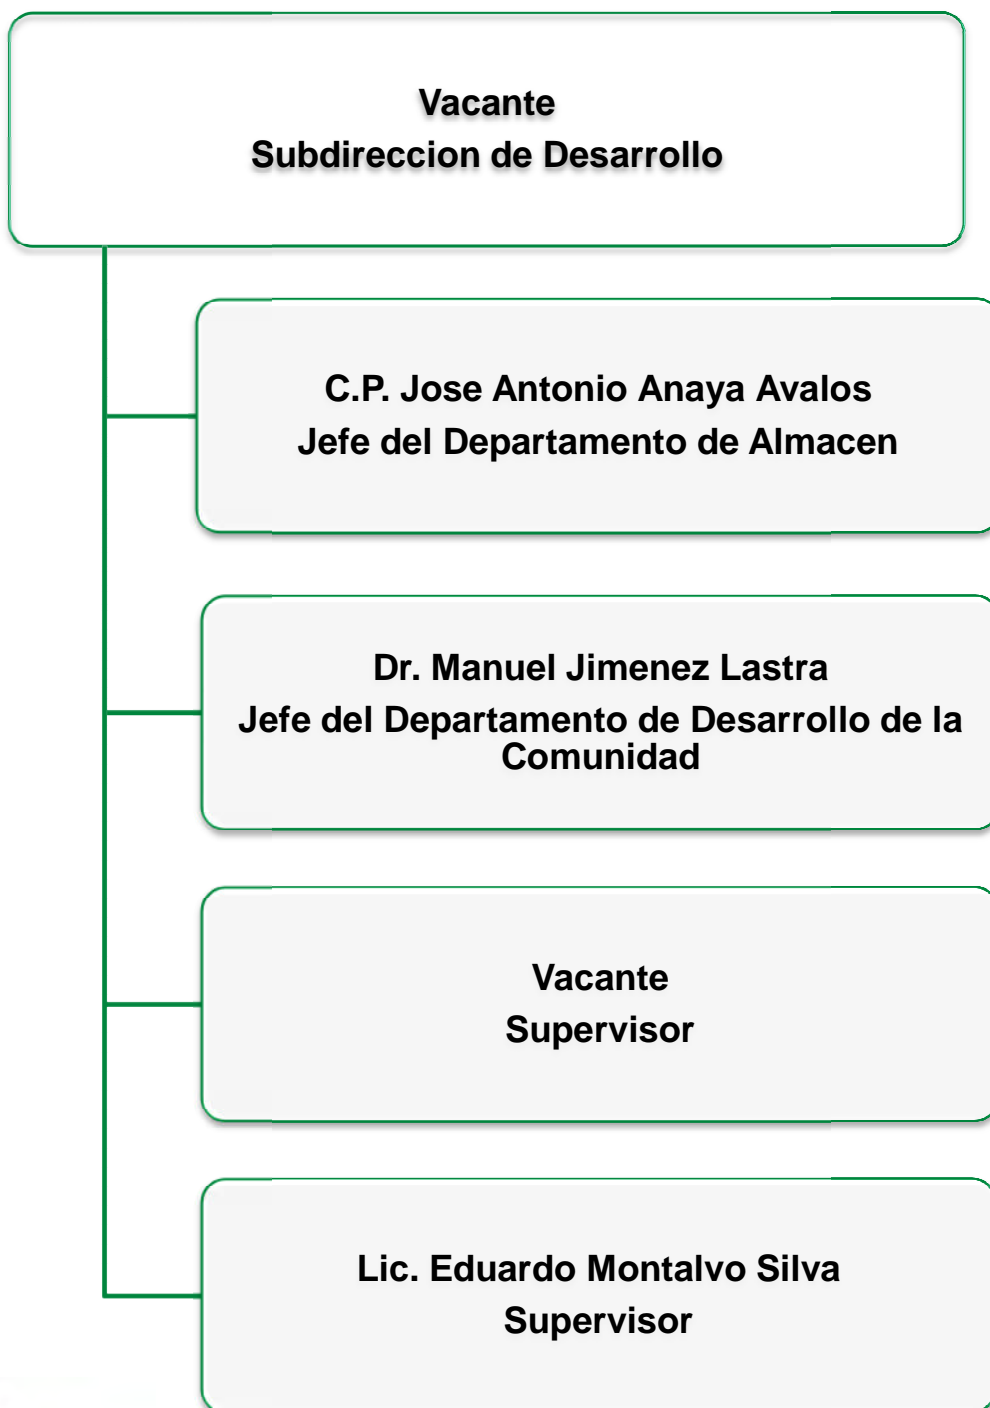 Vacante
Subdireccion de Desarrollo
C.P. Jose Antonio Anaya Avalos
Jefe del Departamento de Almacen
Dr. Manuel Jimenez Lastra
Jefe del Departamento de Desarrollo de la
Comunidad
Vacante
Supervisor
Lic. Eduardo Montalvo Silva
Supervisor